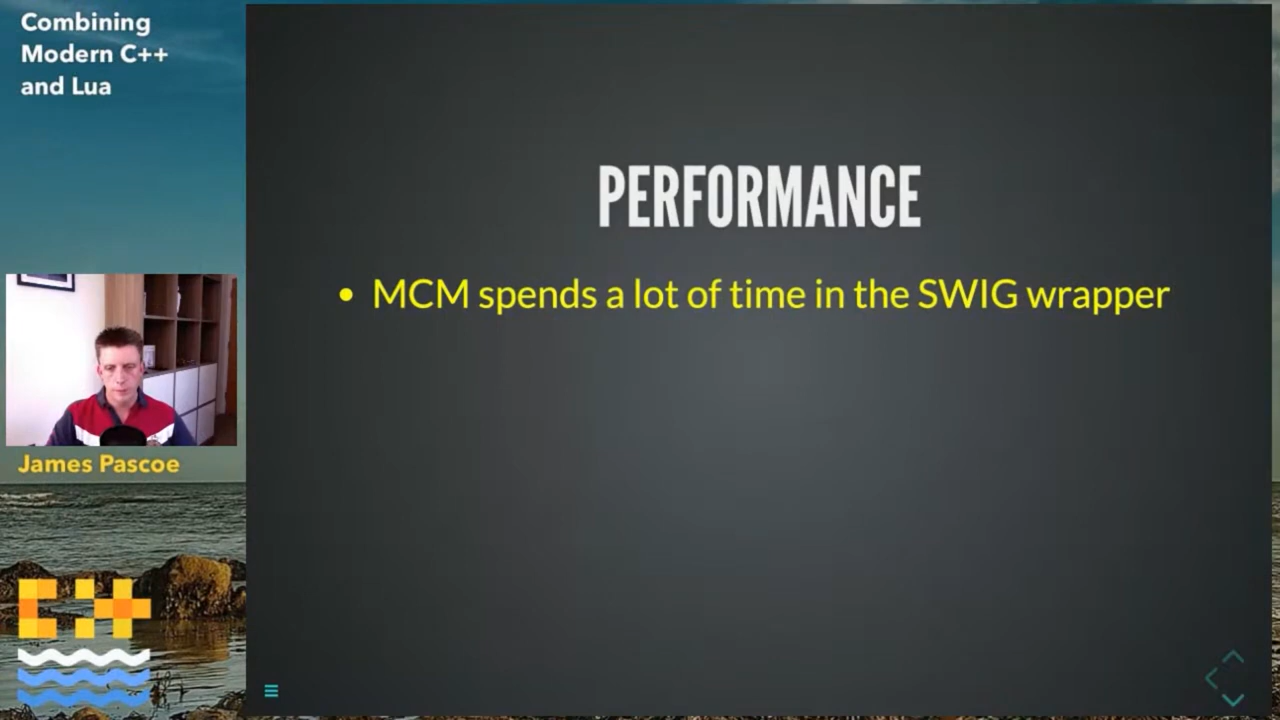 Combining
Modern C++
and Lua
PERFORMANCE
• MCM spends a lot of time in the SWIG wrapper
James Pascoe
C++